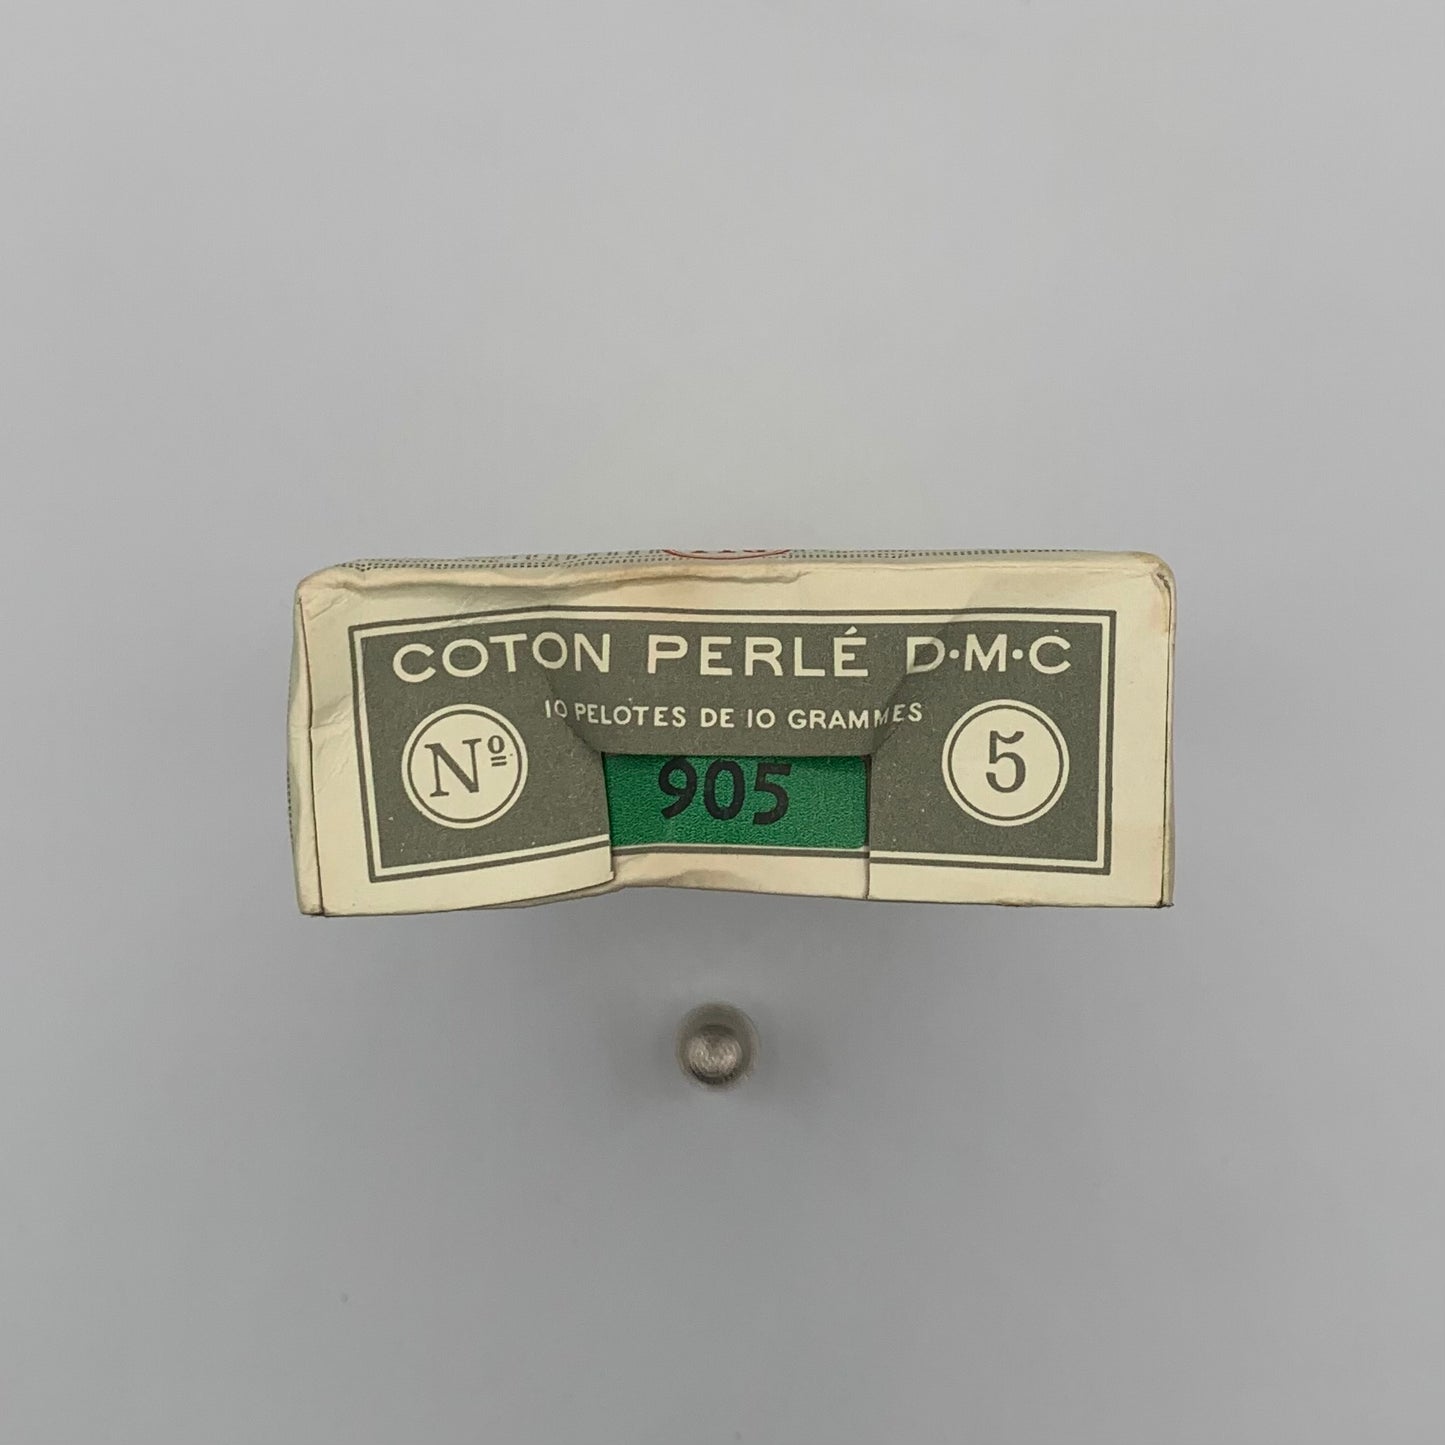 COTON PERLÉ D·M·C
10 PELOTES DE 10 GRAMMES
Nº 905 5